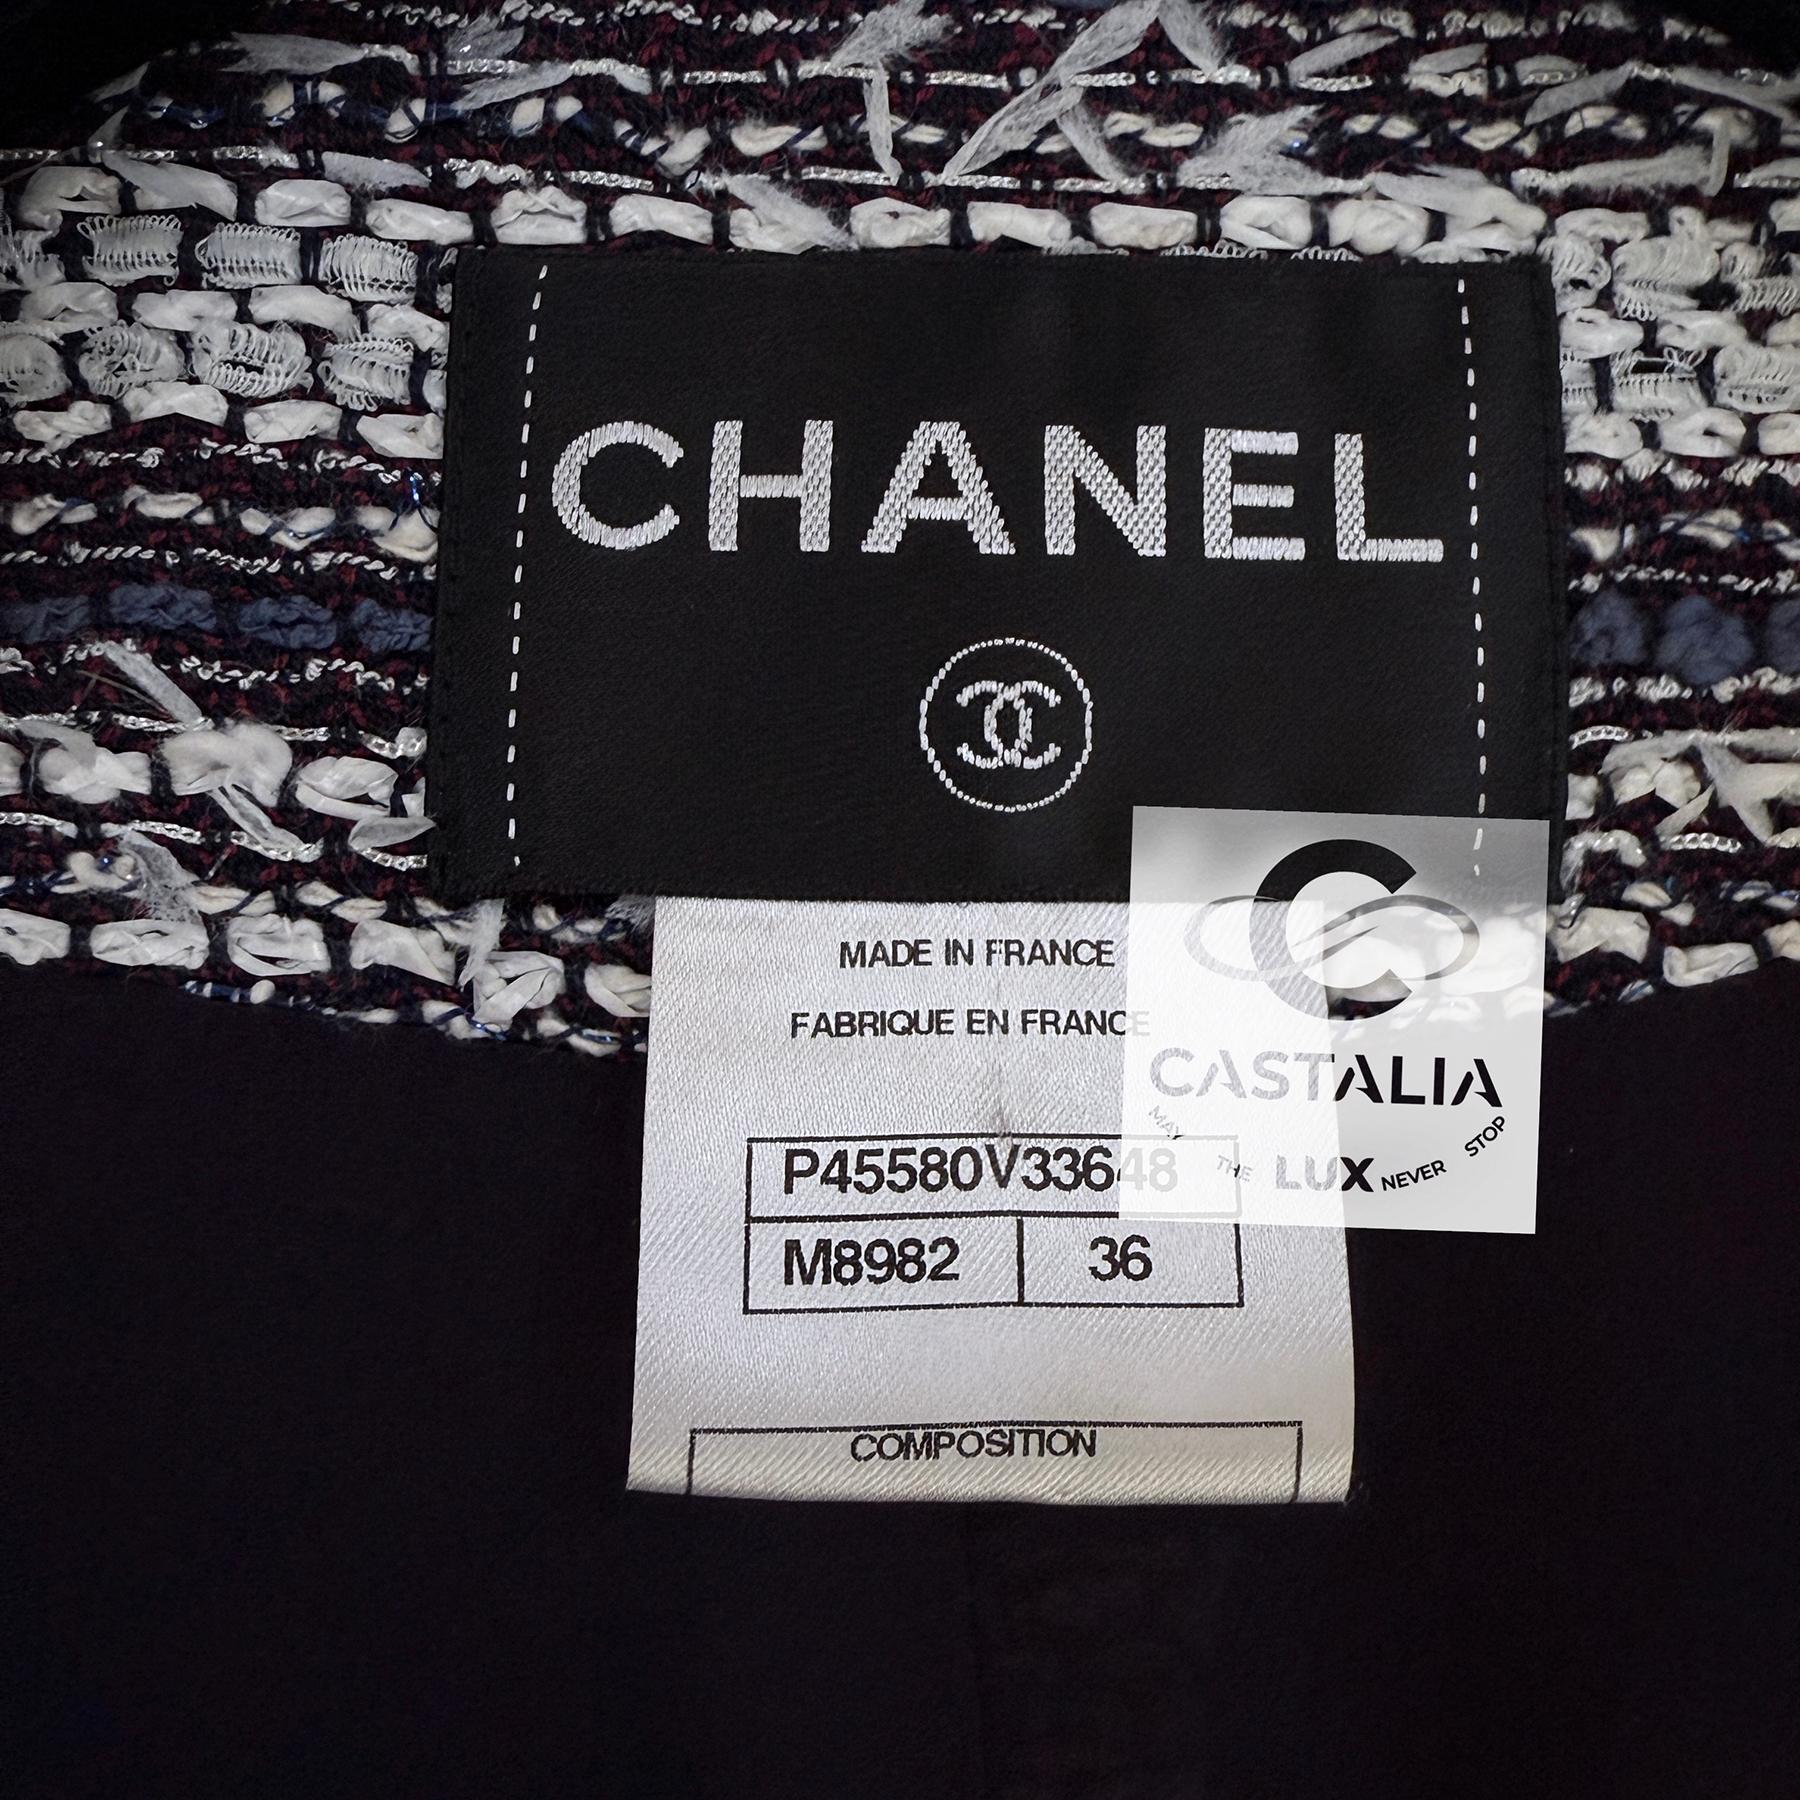 CHANEL
MADE IN FRANCE
FABRIQUE EN FRANCE
P45580V33648
M8982 36
COMPOSITION
CASTALIA
MAY THE LUX NEVER STOP